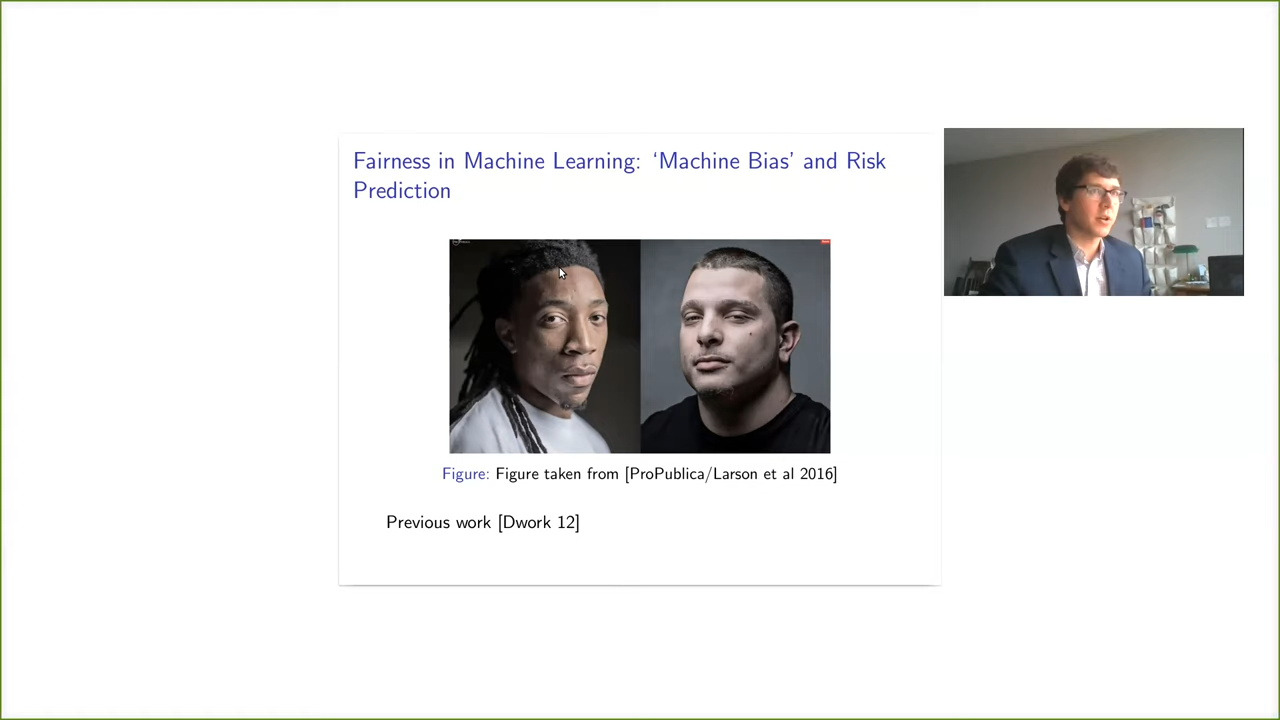 Fairness in Machine Learning: ‘Machine Bias’ and Risk
Prediction
Figure: Figure taken from [ProPublica/Larson et al 2016]
Previous work [Dwork 12]